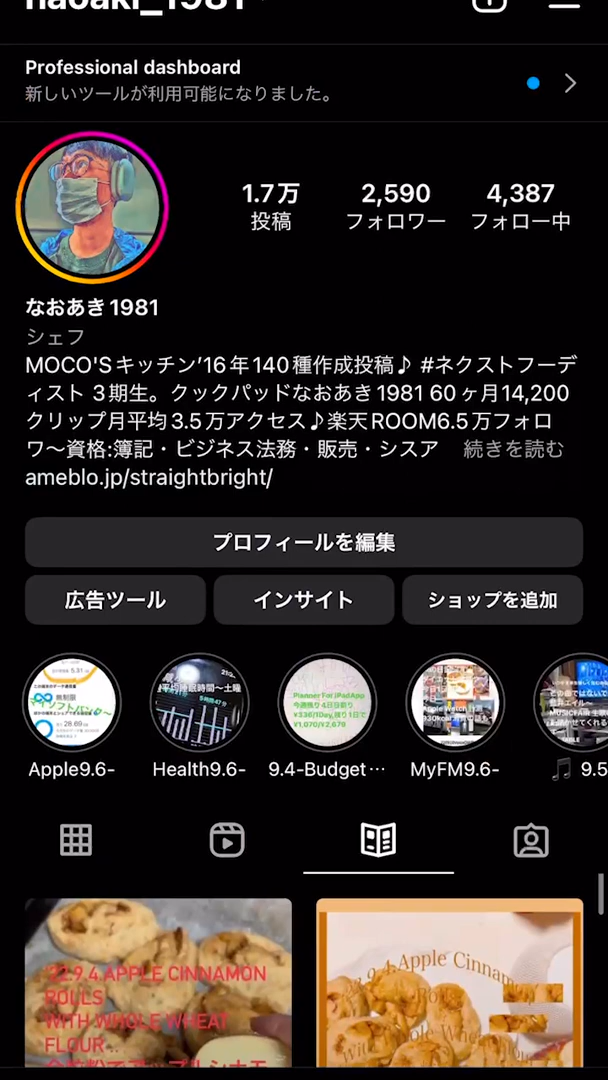 naoaki_1981
Professional dashboard
新しいツールが利用可能になりました。
1.7万
2,590
4,387
投稿
フォロワー
フォロー中
なおあき1981
シェフ
MOCO'Sキッチン’16年140種作成投稿♪ #ネクストフーデ
ィスト 3期生。クックパッドなおあき1981 60ヶ月14,200
クリップ月平均3.5万アクセス♪楽天ROOM6.5万フォロ
ワ〜資格:簿記・ビジネス法務・販売・シスア 続きを読む
ameblo.jp/straightbright/
プロフィールを編集
広告ツール
インサイト
ショップを追加
Planner For iPad App
Apple9.6-
Health9.6-
9.4-Budget…
MyFM9.6-
🎵 9.5
'22.9.4 APPLE CINNAMON
ROLLS
WITH WHOLE WHEAT
FLOUR
Apple Cinnamon
Rolls
With Whole Wheat